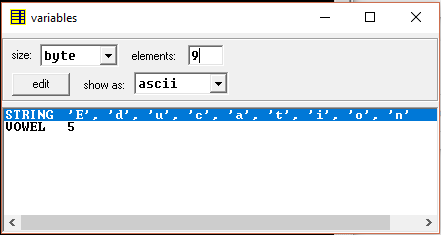 variables
size: byte elements: 9
edit show as: ascii
STRING 'E', 'd', 'u', 'c', 'a', 't', 'i', 'o', 'n'
VOWEL 5